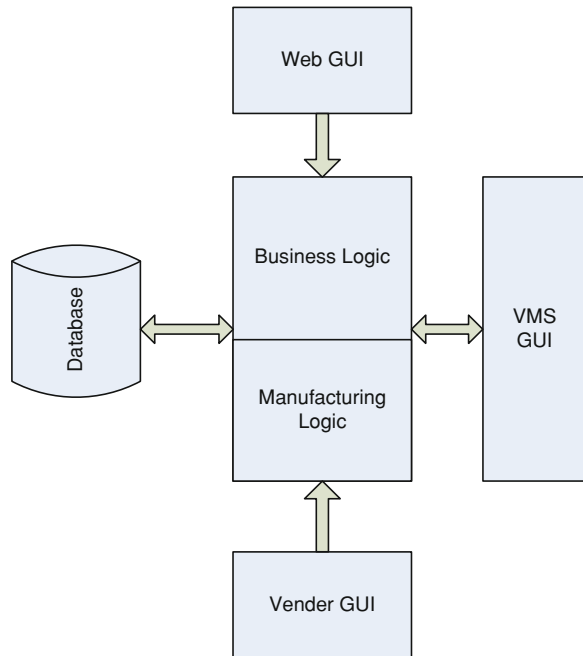 Web GUI
Business Logic
Database
VMS
GUI
Manufacturing
Logic
Vender GUI